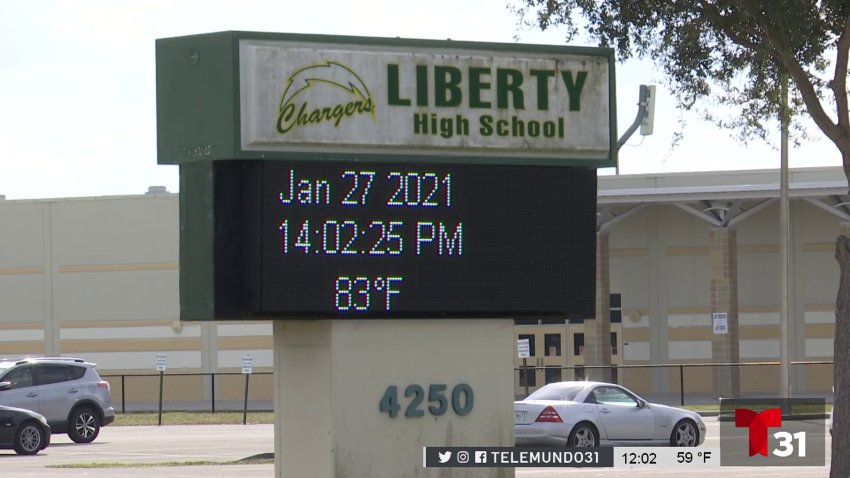 Chargers
LIBERTY
High School
Jan 27 2021
14:02:25 PM
83°F
4250
TELEMUNDO31
12:02 59 °F
T 31